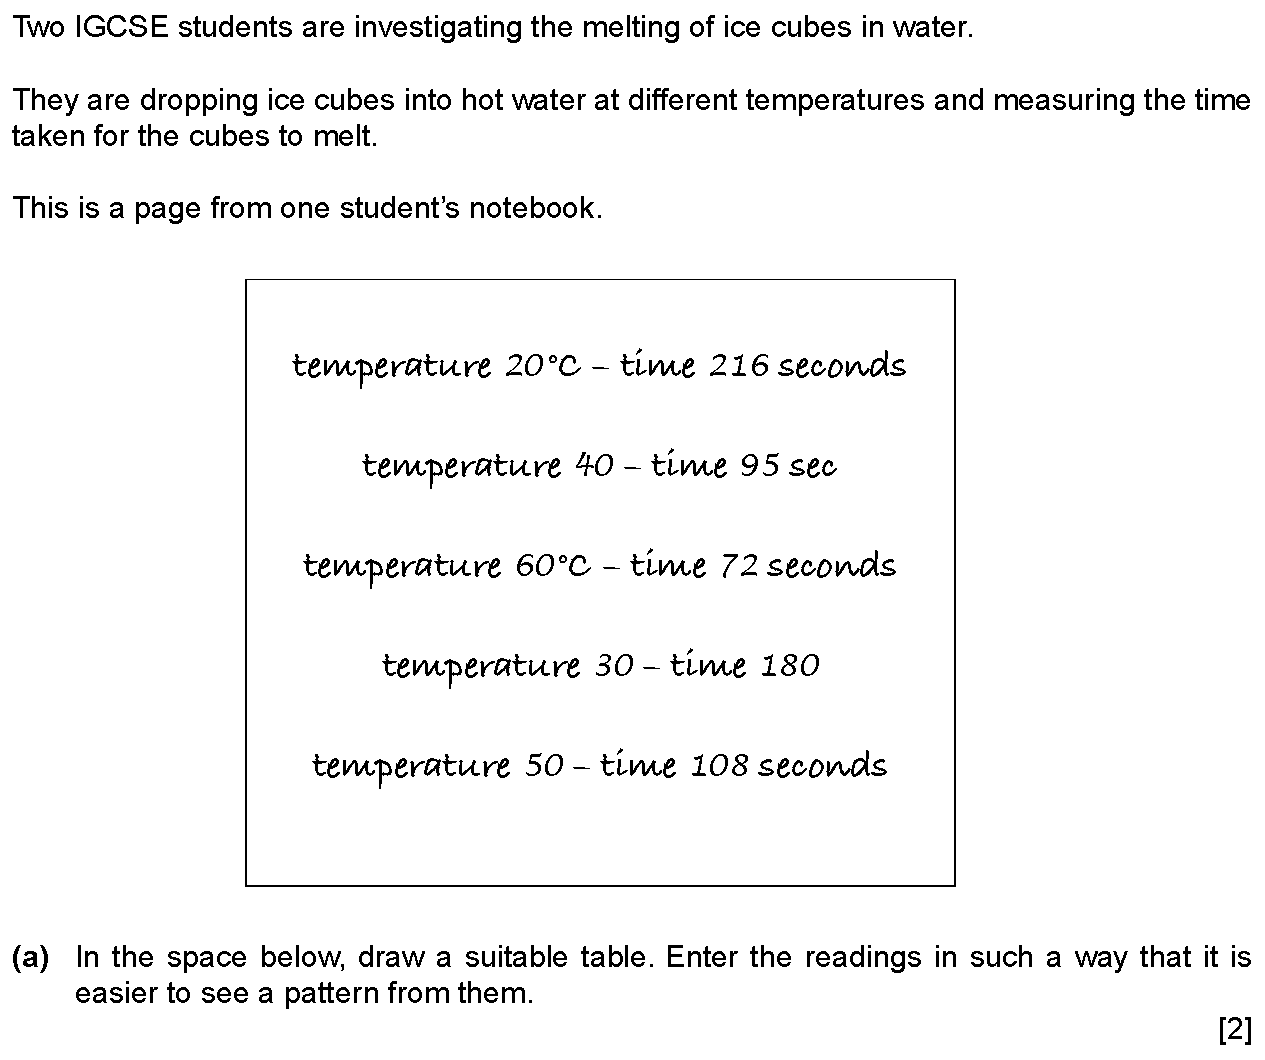 Two IGCSE students are investigating the melting of ice cubes in water.
They are dropping ice cubes into hot water at different temperatures and measuring the time
taken for the cubes to melt.
This is a page from one student's notebook.
temperature 20°C – time 216 seconds
temperature 40 – time 95 sec
temperature 60°C – time 72 seconds
temperature 30 – time 180
temperature 50 – time 108 seconds
(a) In the space below, draw a suitable table. Enter the readings in such a way that it is
easier to see a pattern from them.
[2]